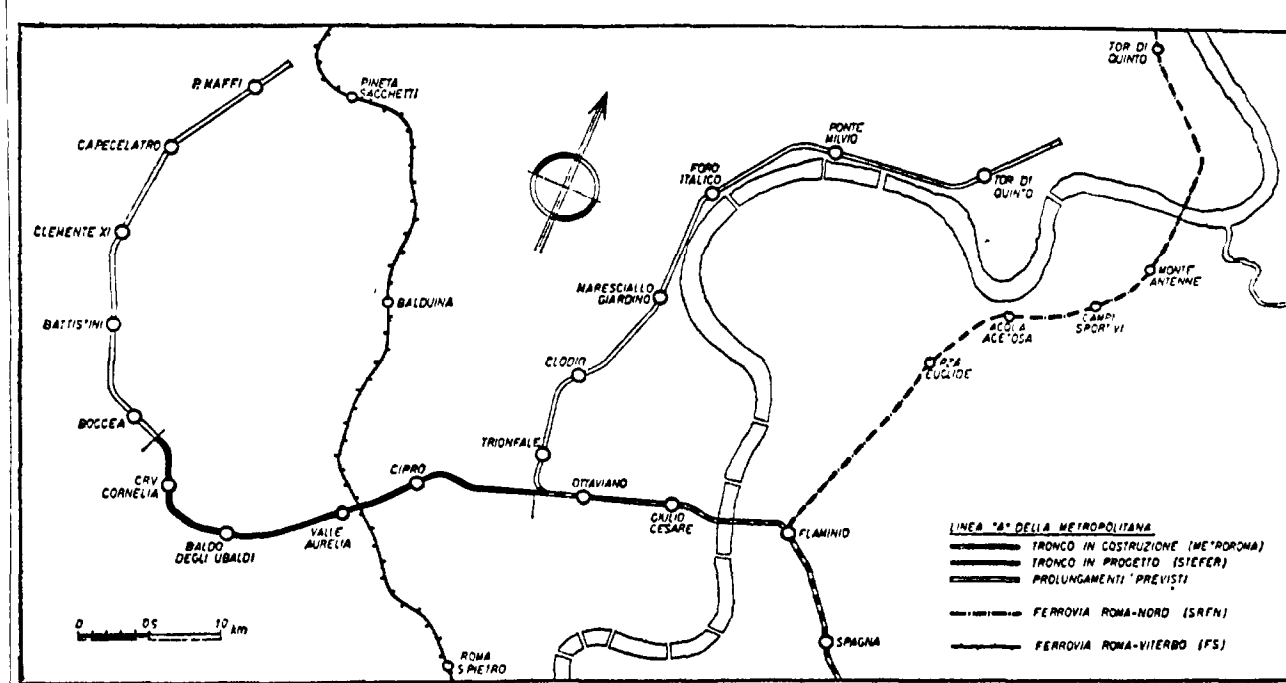 P. MAFFI
CAPECELATRO
CLEMENTE XI
BATTISTINI
BOCCEA
CRV
CORNELIA
BALDO
DEGLI UBALDI
VALLE
AURELIA
CIPRO
PINETA
SACCHETTI
BALDUINA
ROMA
S. PIETRO
TRIONFALE
CLODIO
MARESCIALLO
GIARDINO
FORO
ITALICO
PONTE
MILVIO
TOR DI
QUINTO
OTTAVIANO
GIULIO
CESARE
FLAMINIO
SPAGNA
P.ZA
EUCLIDE
ACQUA
ACETOSA
CAMPI
SPORTIVI
MONTE
ANTENNE
TOR DI
QUINTO
0 0.5 1.0 km
LINEA "A" DELLA METROPOLITANA
TRONCO IN COSTRUZIONE (METROROMA)
TRONCO IN PROGETTO (STEFER)
PROLUNGAMENTI PREVISTI
FERROVIA ROMA-NORD (SRFN)
FERROVIA ROMA-VITERBO (FS)